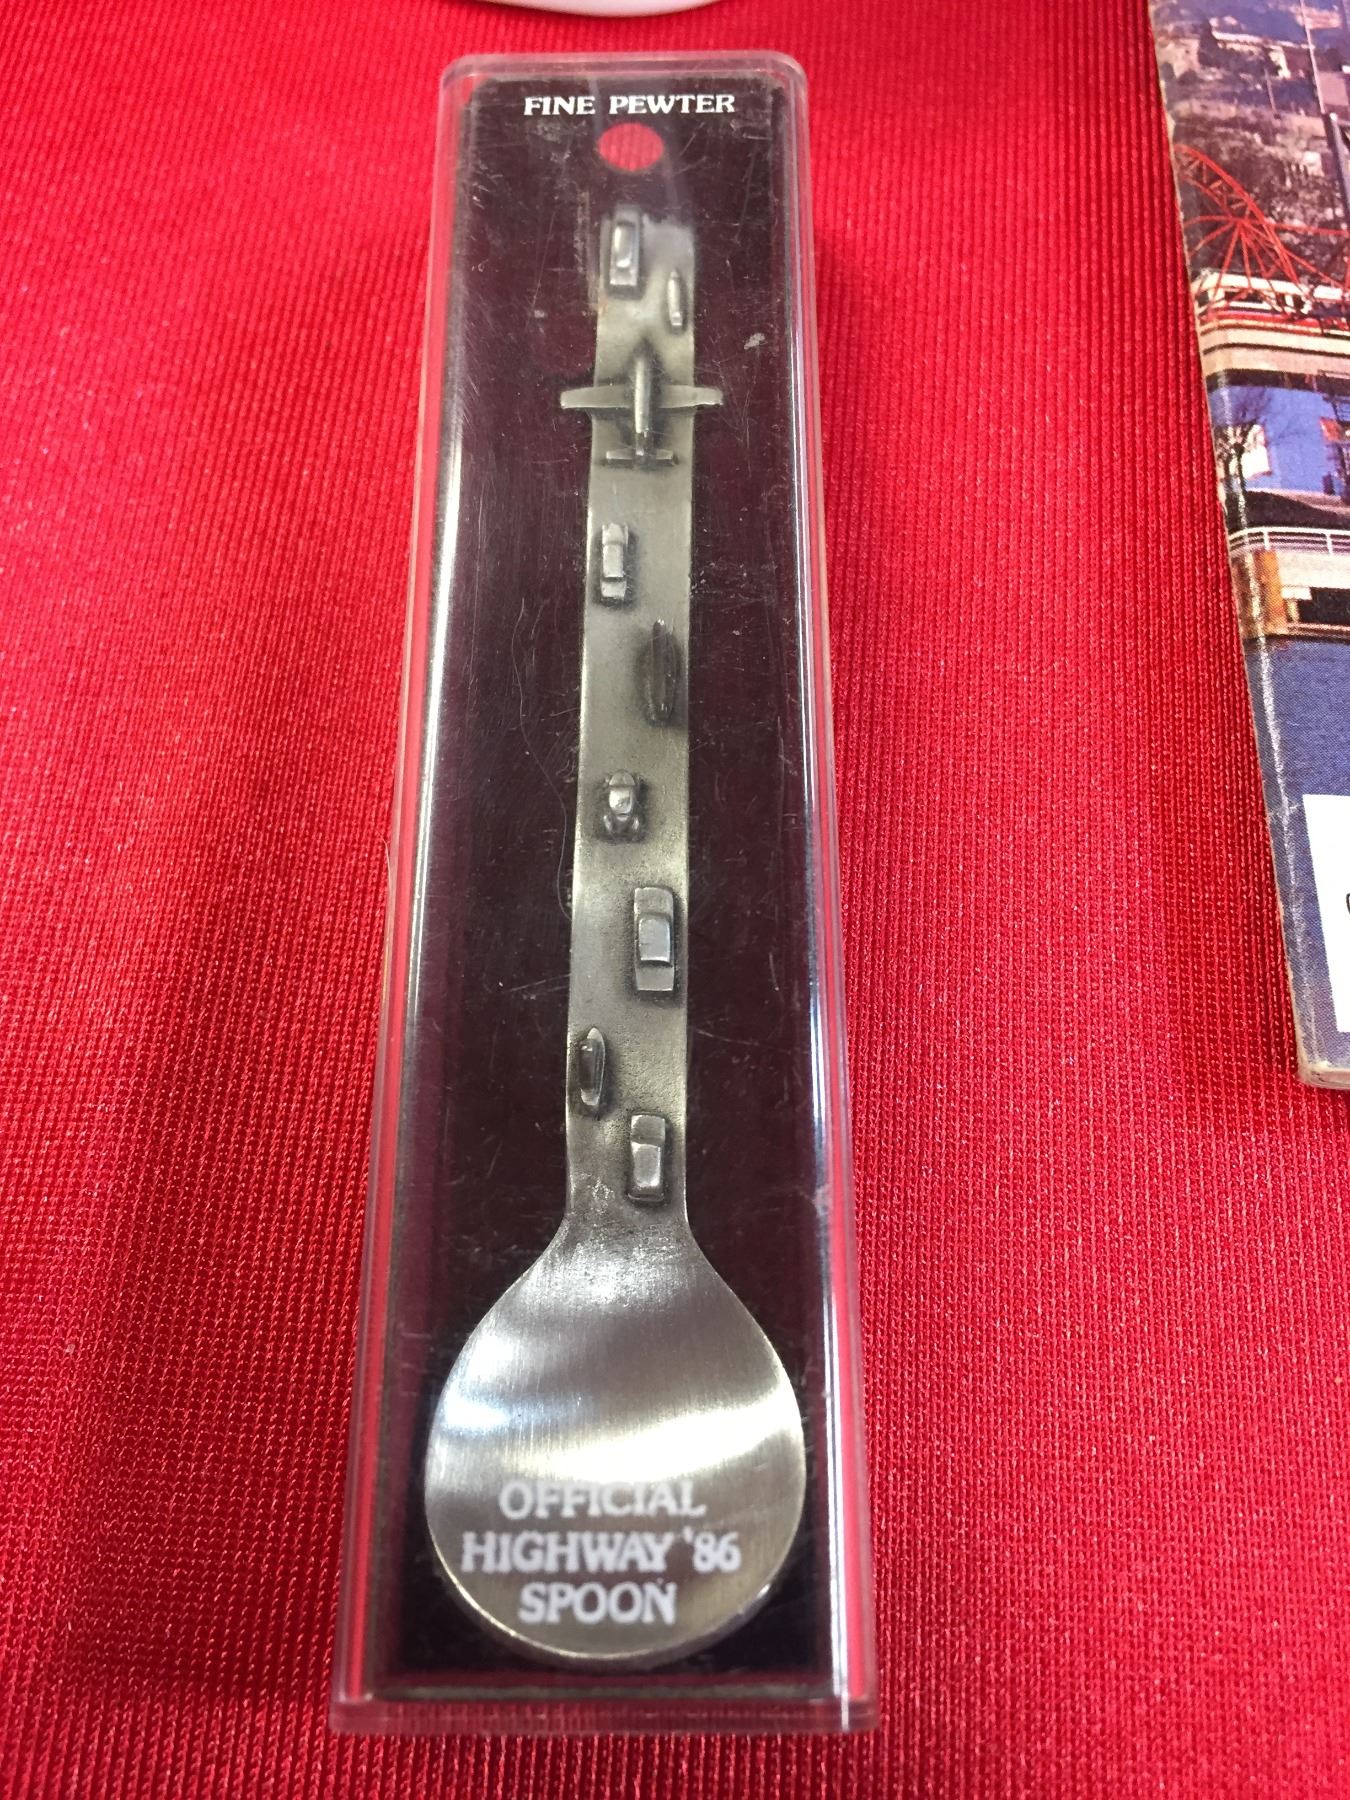 FINE PEWTER
OFFICIAL
HIGHWAY '86
SPOON